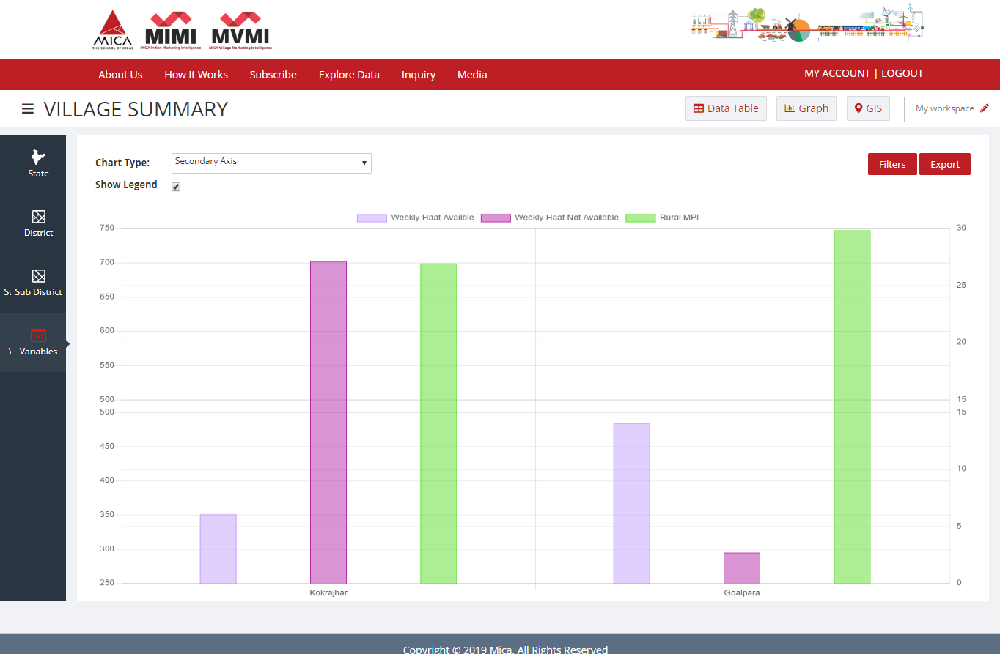 MICA
THE SCHOOL OF IDEAS
MIMI
MICA Indian Marketing Intelligence
MVMI
MICA Village Marketing Intelligence
About Us How It Works Subscribe Explore Data Inquiry Media
MY ACCOUNT | LOGOUT
VILLAGE SUMMARY
Data Table Graph GIS My workspace
State
District
Su Sub District
Variables
Chart Type: Secondary Axis
Filters Export
Show Legend
Weekly Haat Availble Weekly Haat Not Available Rural MPI
750 30
700
650 25
600
550 20
500 15
500 15
450
400 10
350
300 5
250 0
Kokrajhar Goalpara
Copyright © 2019 Mica. All Rights Reserved